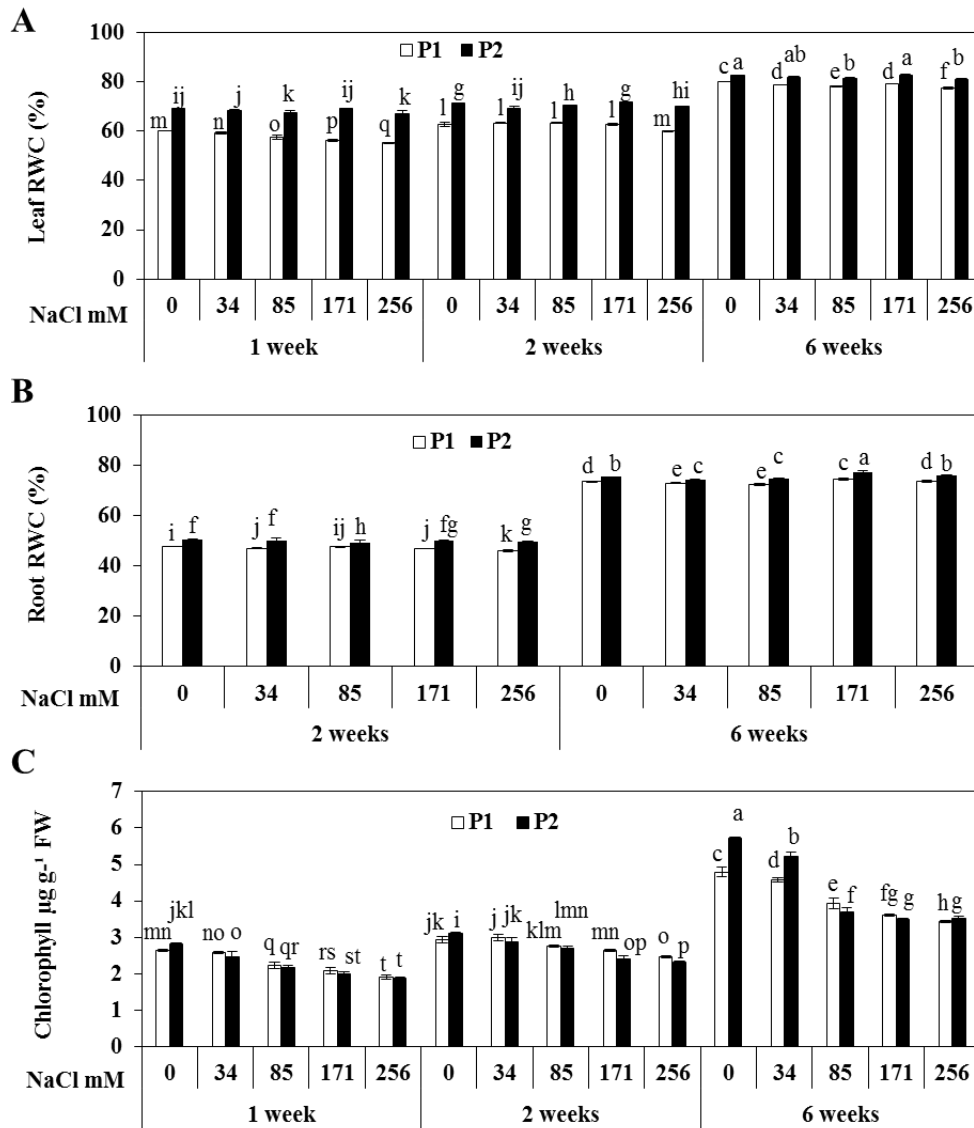 A
100
80
60
40
20
0
Leaf RWC (%)
P1 P2
m ij n j o k p ij q k l g l ij l h l g m hi c a d ab e b d a f b
NaCl mM 0 34 85 171 256 0 34 85 171 256 0 34 85 171 256
1 week 2 weeks 6 weeks
B
100
80
60
40
20
0
Root RWC (%)
P1 P2
i f j f ij h j fg k g d b e c e c c a d b
NaCl mM 0 34 85 171 256 0 34 85 171 256
2 weeks 6 weeks
C
7
6
5
4
3
2
1
0
Chlorophyll µg g-¹ FW
P1 P2
mn jkl no o q qr rs st t t jk i j jk klm lmn mn op o p c a d b e f fg g h g
NaCl mM 0 34 85 171 256 0 34 85 171 256 0 34 85 171 256
1 week 2 weeks 6 weeks